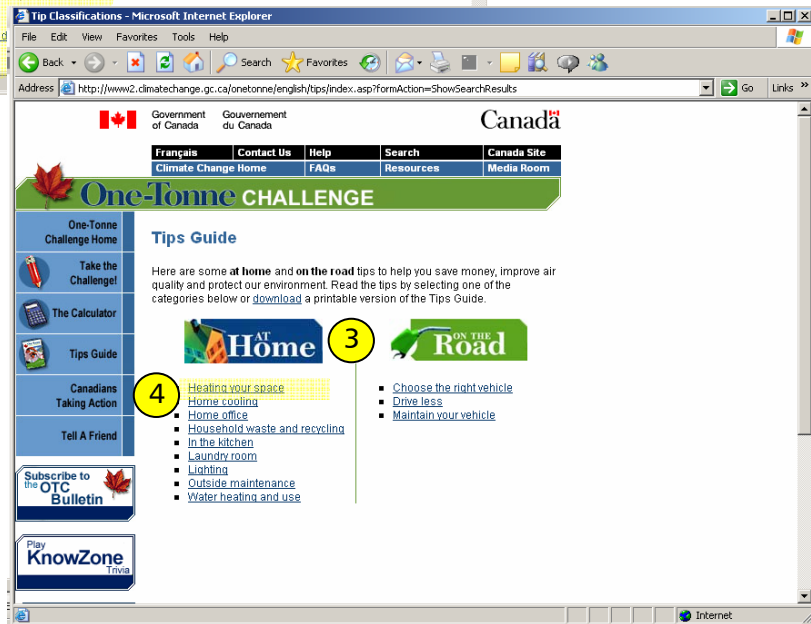 Tip Classifications - Microsoft Internet Explorer
File Edit View Favorites Tools Help
Back Search Favorites
Address http://www2.climatechange.gc.ca/onetonne/english/tips/index.asp?formAction=ShowSearchResults Go Links »
Government of Canada Gouvernement du Canada Canada
Français Contact Us Help Search Canada Site
Climate Change Home FAQs Resources Media Room
One-Tonne CHALLENGE
One-Tonne
Challenge Home
Take the
Challenge!
The Calculator
Tips Guide
Canadians
Taking Action
Tell A Friend
Subscribe to
the OTC
Bulletin
Play
KnowZone
Trivia
Tips Guide
Here are some at home and on the road tips to help you save money, improve air
quality and protect our environment. Read the tips by selecting one of the
categories below or download a printable version of the Tips Guide.
AT Home
3
ON THE Road
4
Heating your space
Home cooling
Home office
Household waste and recycling
In the kitchen
Laundry room
Lighting
Outside maintenance
Water heating and use
Choose the right vehicle
Drive less
Maintain your vehicle
Internet